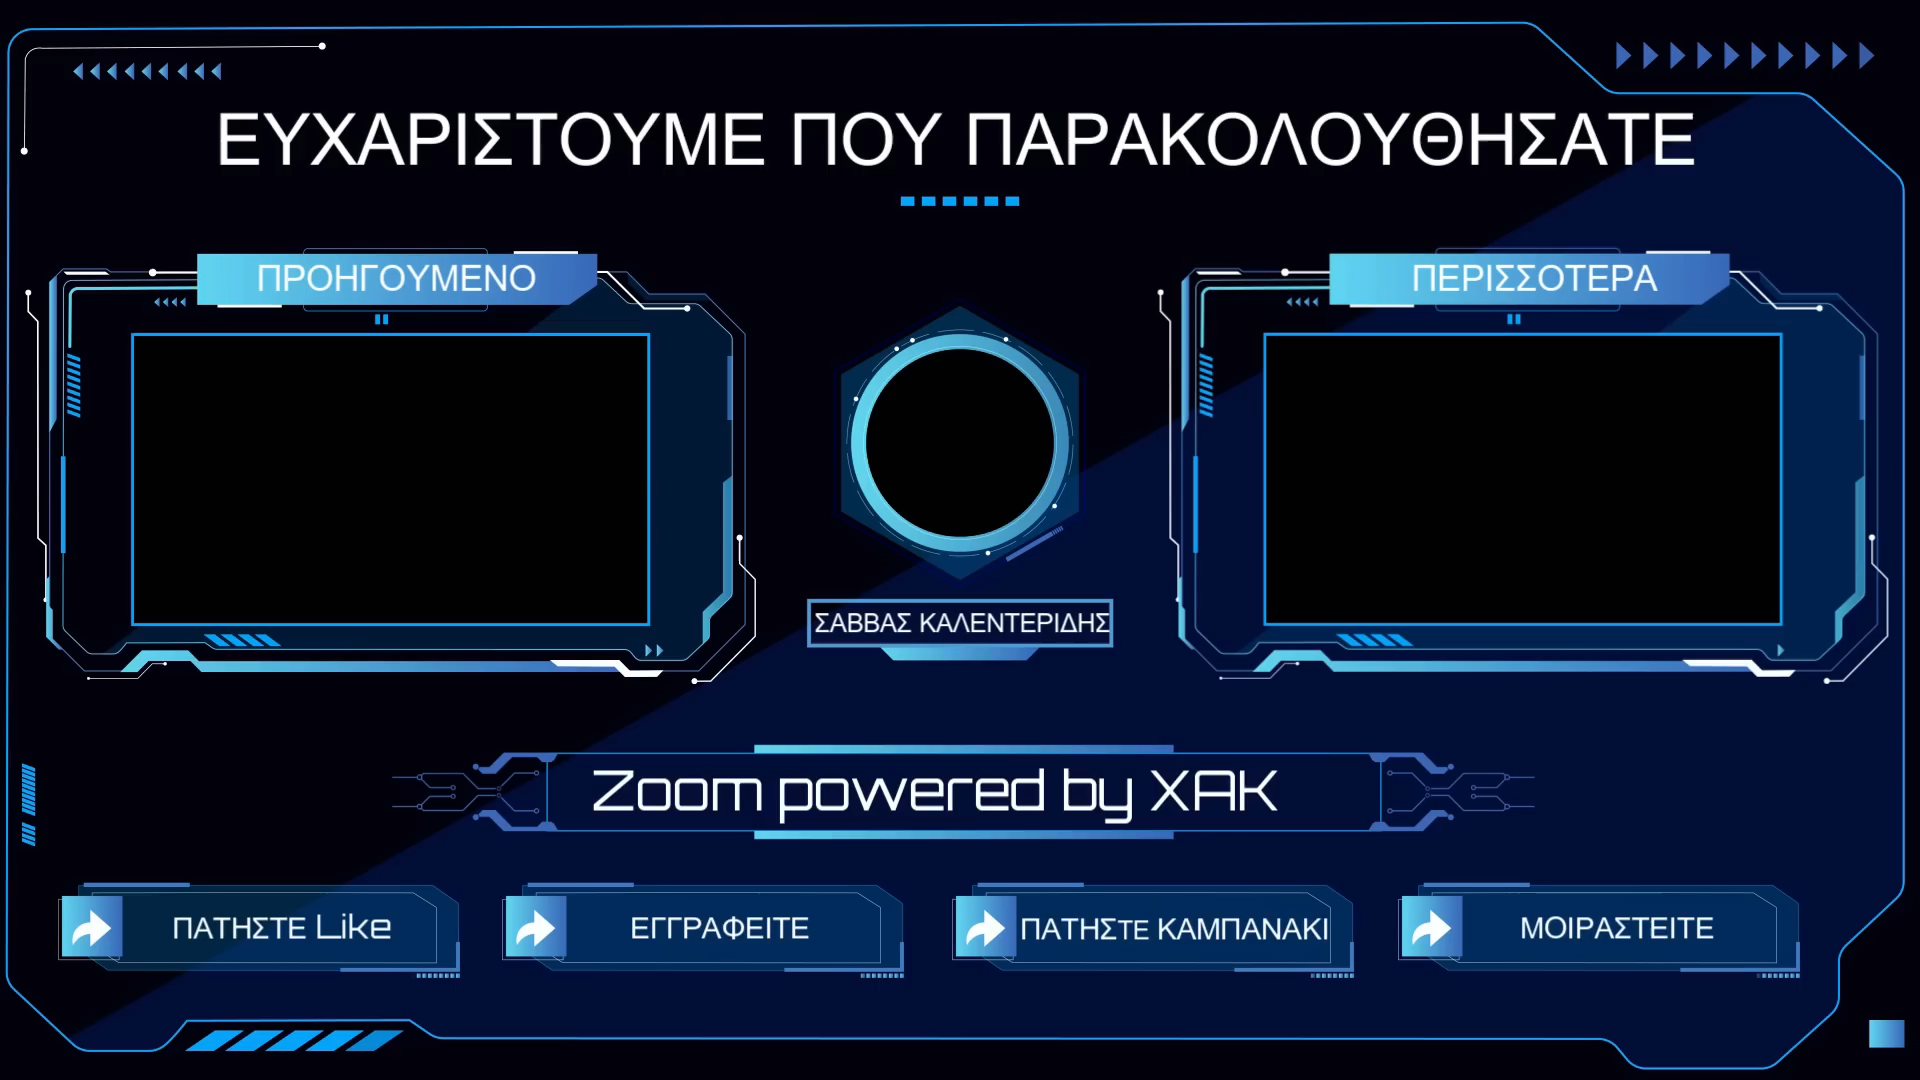 ΕΥΧΑΡΙΣΤΟΥΜΕ ΠΟΥ ΠΑΡΑΚΟΛΟΥΘΗΣΑΤΕ
ΠΡΟΗΓΟΥΜΕΝΟ
ΠΕΡΙΣΣΟΤΕΡΑ
ΣΑΒΒΑΣ ΚΑΛΕΝΤΕΡΙΔΗΣ
Zoom powered by XAK
ΠΑΤΗΣΤΕ Like
ΕΓΓΡΑΦΕΙΤΕ
ΠΑΤΗΣΤΕ ΚΑΜΠΑΝΑΚΙ
ΜΟΙΡΑΣΤΕΙΤΕ